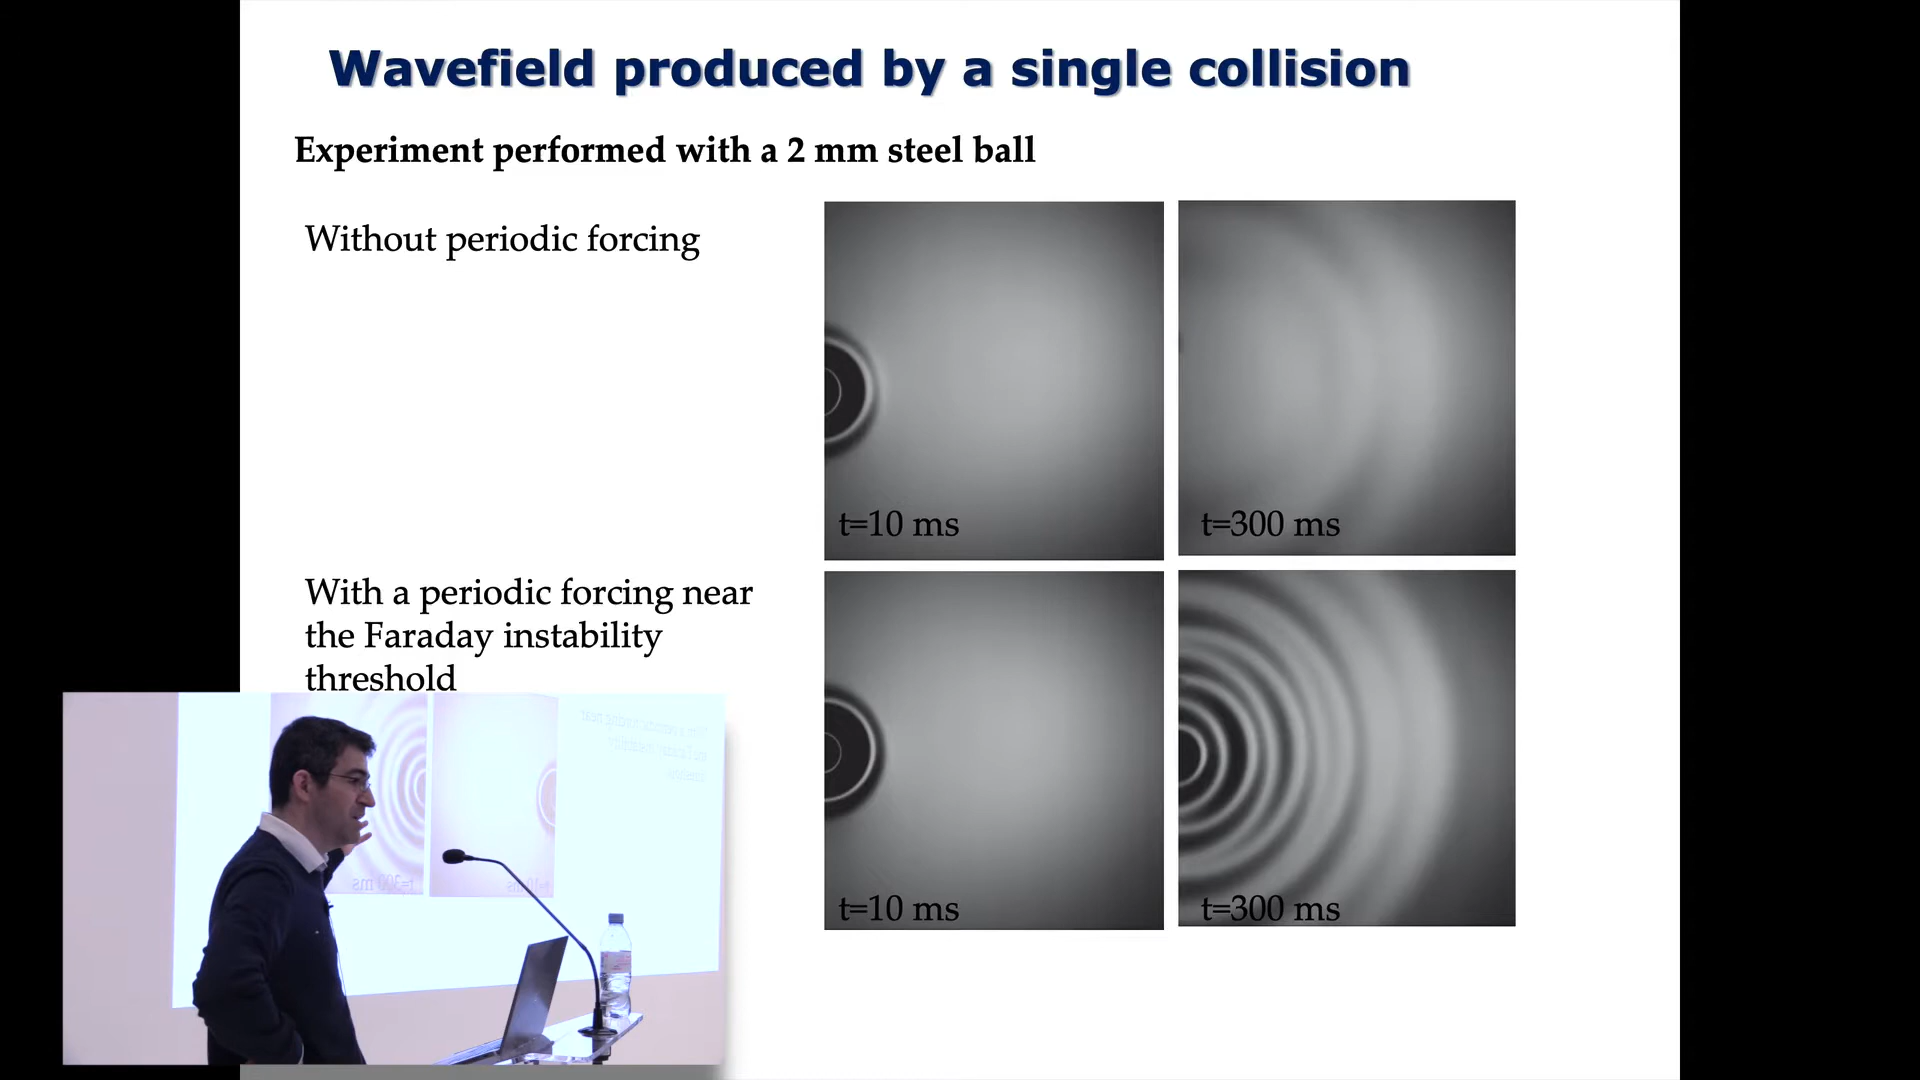 Wavefield produced by a single collision
Experiment performed with a 2 mm steel ball
Without periodic forcing
t=10 ms
t=300 ms
With a periodic forcing near
the Faraday instability
threshold
t=10 ms
t=300 ms